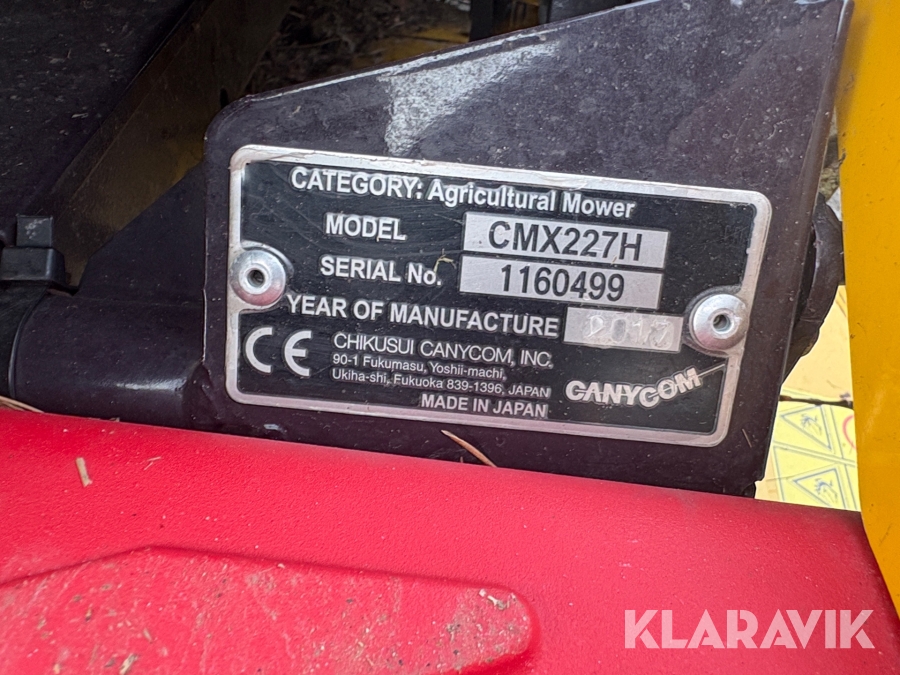 CATEGORY: Agricultural Mower
MODEL CMX227H
SERIAL No. 1160499
YEAR OF MANUFACTURE 2017
CE
CHIKUSUI CANYCOM, INC.
90-1 Fukumasu, Yoshii-machi,
Ukiha-shi, Fukuoka 839-1396, JAPAN
CANYCOM
MADE IN JAPAN
KLARAVIK